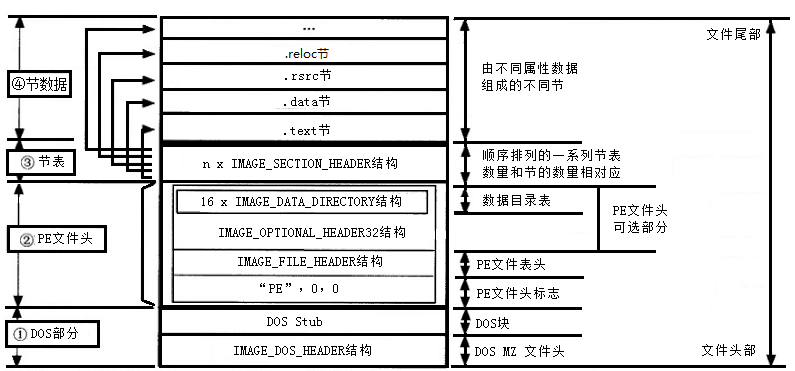 ...
.reloc节
.rsrc节
.data节
.text节
n x IMAGE_SECTION_HEADER结构
16 x IMAGE_DATA_DIRECTORY结构
IMAGE_OPTIONAL_HEADER32结构
IMAGE_FILE_HEADER结构
“PE”,0,0
DOS Stub
IMAGE_DOS_HEADER结构
④节数据
③节表
②PE文件头
①DOS部分
由不同属性数据
组成的不同节
顺序排列的一系列节表
数量和节的数量相对应
数据目录表
PE文件表头
PE文件头标志
DOS块
DOS MZ 文件头
文件尾部
PE文件头
可选部分
文件头部